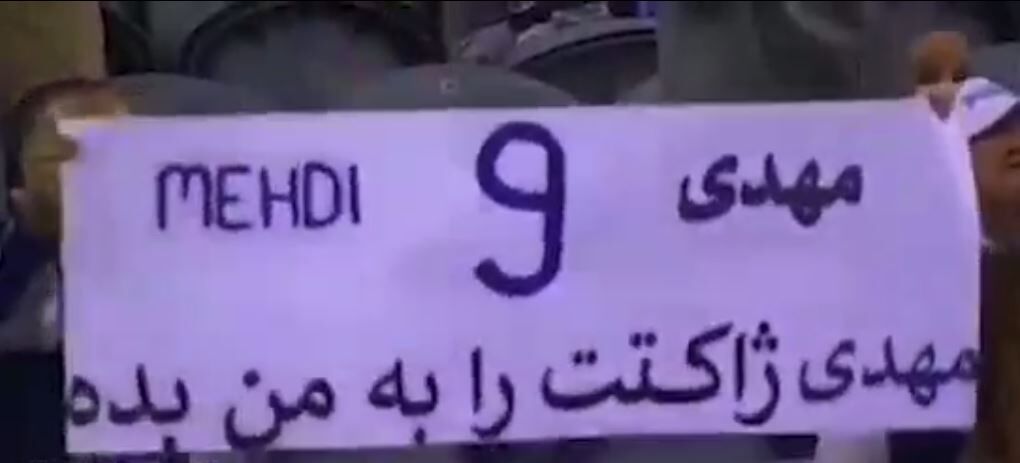 MEHDI 9 مهدی
مهدی ژاکتت را به من بده